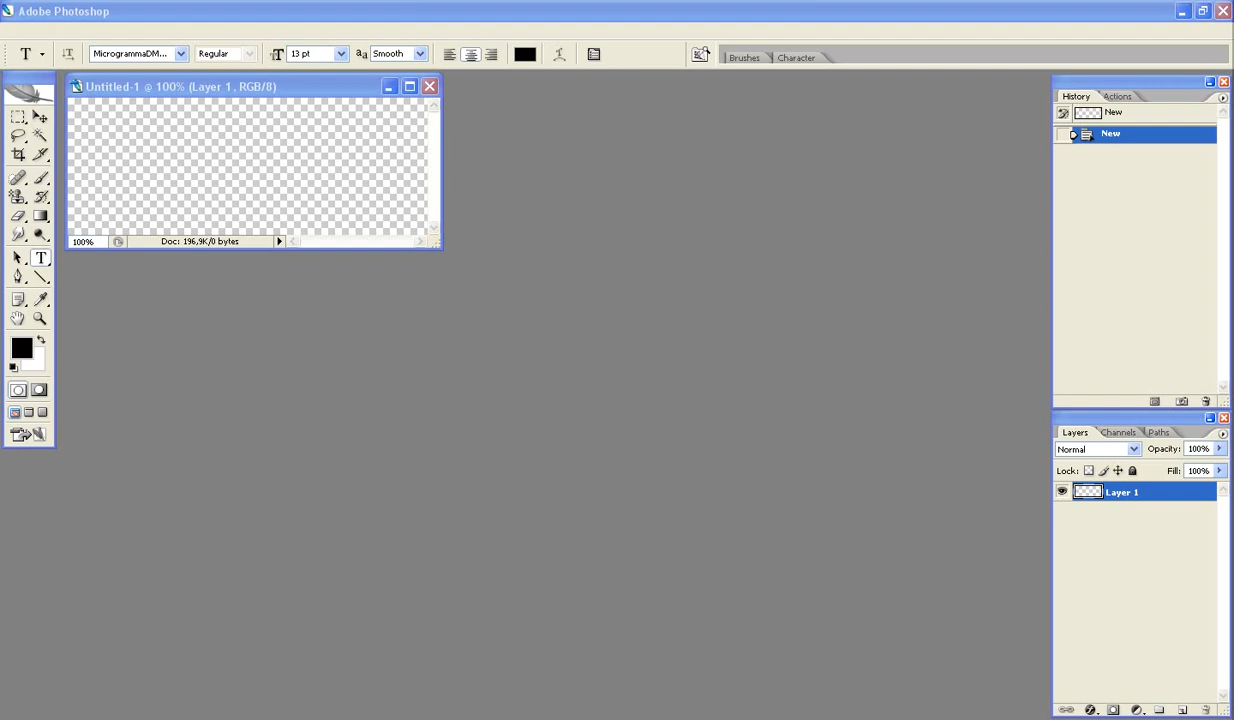 Adobe Photoshop
T MicrogrammaDM... Regular T 13 pt aa Smooth Brushes Character
Untitled-1 @ 100% (Layer 1, RGB/8)
100% Doc: 196,9K/0 bytes
T
History Actions
New
New
Layers Channels Paths
Normal Opacity: 100%
Lock: Fill: 100%
Layer 1